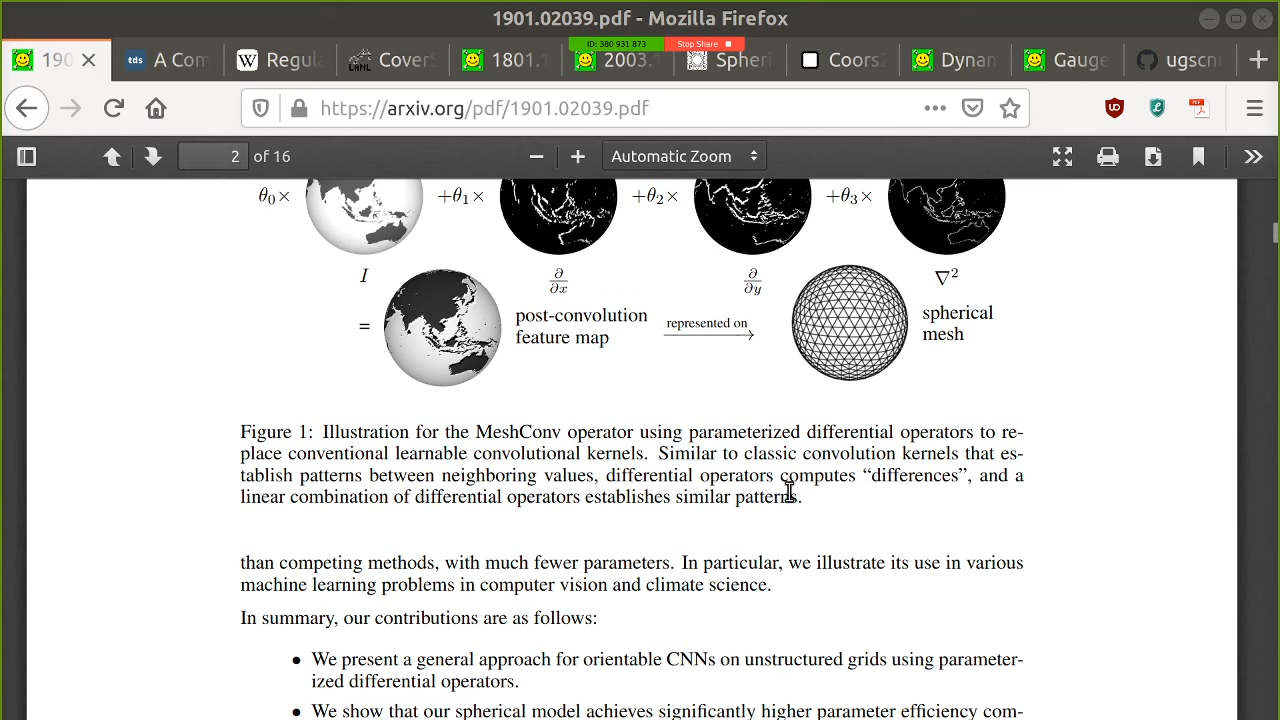 1901.02039.pdf - Mozilla Firefox
ID: 380 931 873 Stop Share
190 tds A Com W Regula LANL Covers 1801.1 2003.1 Spheri Coors Dynam Gauge ugscn
https://arxiv.org/pdf/1901.02039.pdf
2 of 16 Automatic Zoom
θ0× +θ1× +θ2× +θ3×
I ∂/∂x ∂/∂y ∇²
= post-convolution feature map represented on spherical mesh
Figure 1: Illustration for the MeshConv operator using parameterized differential operators to re-
place conventional learnable convolutional kernels. Similar to classic convolution kernels that es-
tablish patterns between neighboring values, differential operators computes “differences”, and a
linear combination of differential operators establishes similar patterns.
than competing methods, with much fewer parameters. In particular, we illustrate its use in various
machine learning problems in computer vision and climate science.
In summary, our contributions are as follows:
• We present a general approach for orientable CNNs on unstructured grids using parameter-
ized differential operators.
• We show that our spherical model achieves significantly higher parameter efficiency com-